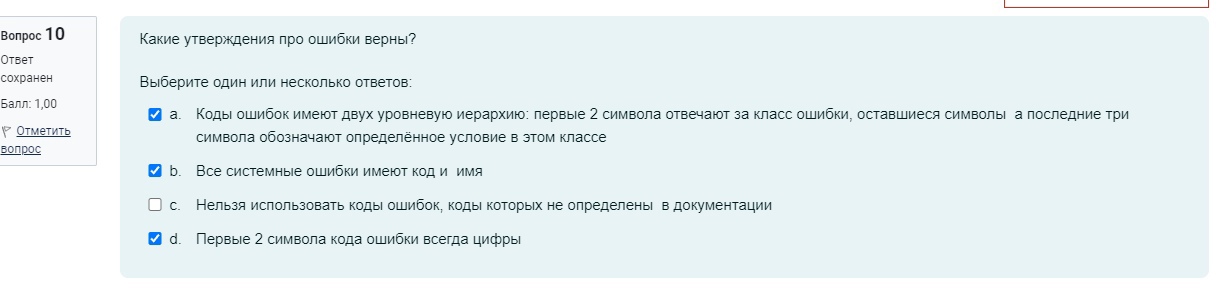 Вопрос 10
Ответ
сохранен
Балл: 1,00
Отметить
вопрос
Какие утверждения про ошибки верны?
Выберите один или несколько ответов:
a. Коды ошибок имеют двух уровневую иерархию: первые 2 символа отвечают за класс ошибки, оставшиеся символы а последние три
символа обозначают определённое условие в этом классе
b. Все системные ошибки имеют код и имя
c. Нельзя использовать коды ошибок, коды которых не определены в документации
d. Первые 2 символа кода ошибки всегда цифры